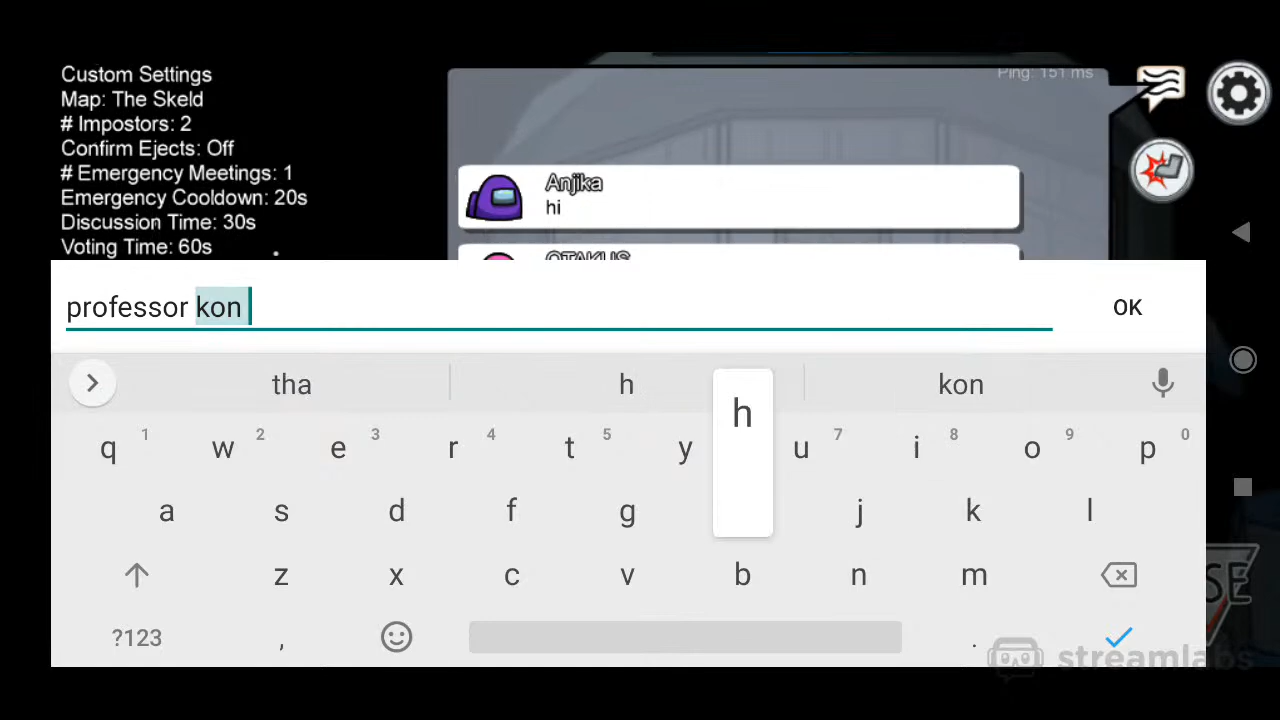 Custom Settings
Map: The Skeld
# Impostors: 2
Confirm Ejects: Off
# Emergency Meetings: 1
Emergency Cooldown: 20s
Discussion Time: 30s
Voting Time: 60s
Ping: 151 ms
Anjika
hi
OTAKUS
professor kon
OK
tha h kon
h
q 1 w 2 e 3 r 4 t 5 y u 7 i 8 o 9 p 0
a s d f g j k l
z x c v b n m
?123 , .
streamlabs